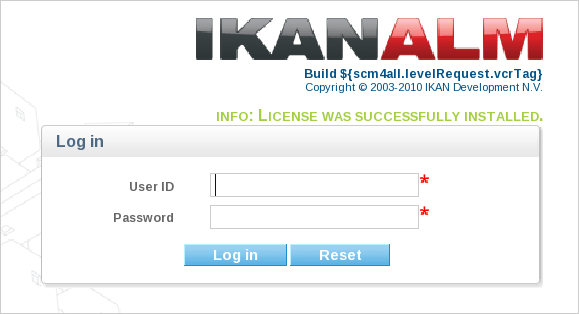 IKANALM
Build ${scm4all.levelRequest.vcrTag}
Copyright © 2003-2010 IKAN Development N.V.
INFO: LICENSE WAS SUCCESSFULLY INSTALLED.
Log in
User ID *
Password *
Log in Reset